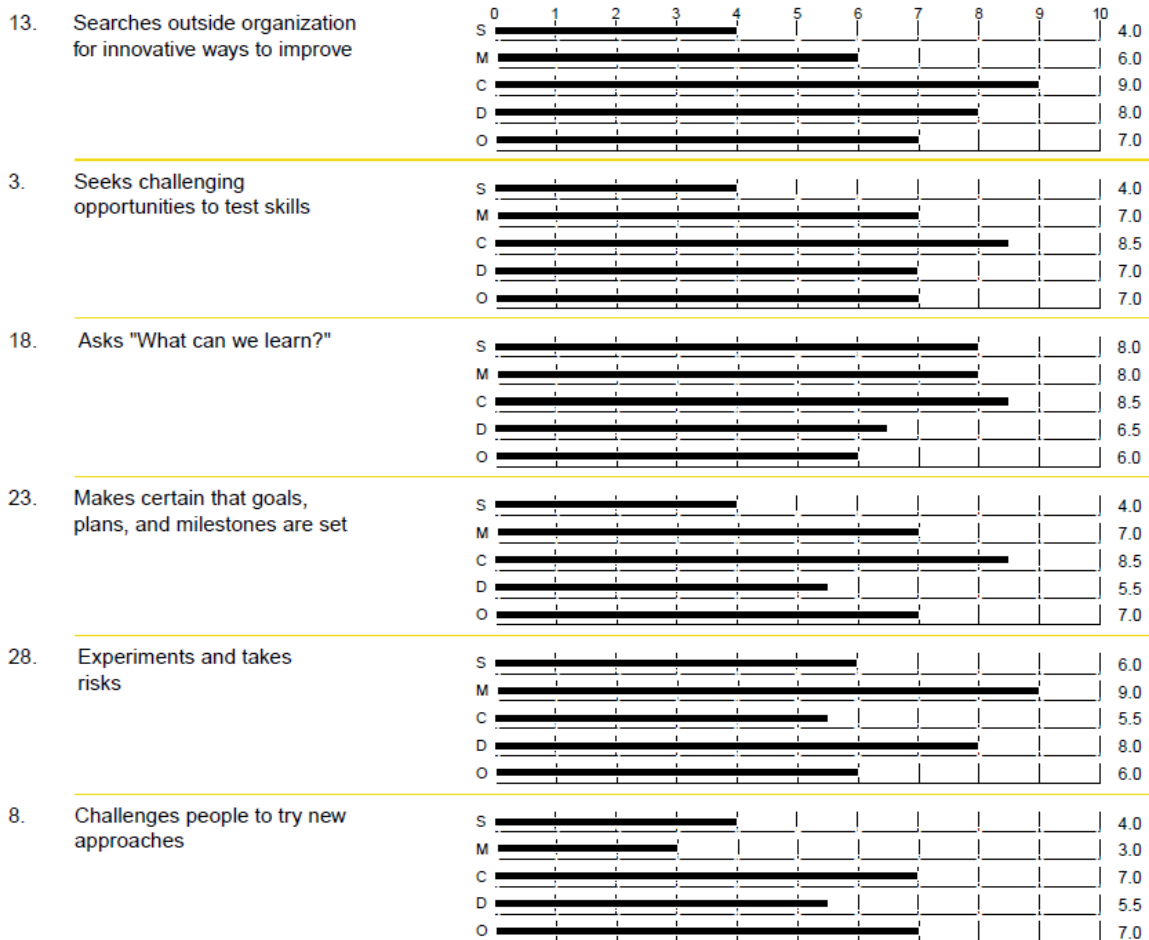 0 1 2 3 4 5 6 7 8 9 10
13. Searches outside organization
for innovative ways to improve
S 4.0
M 6.0
C 9.0
D 8.0
O 7.0
3. Seeks challenging
opportunities to test skills
S 4.0
M 7.0
C 8.5
D 7.0
O 7.0
18. Asks "What can we learn?"
S 8.0
M 8.0
C 8.5
D 6.5
O 6.0
23. Makes certain that goals,
plans, and milestones are set
S 4.0
M 7.0
C 8.5
D 5.5
O 7.0
28. Experiments and takes
risks
S 6.0
M 9.0
C 5.5
D 8.0
O 6.0
8. Challenges people to try new
approaches
S 4.0
M 3.0
C 7.0
D 5.5
O 7.0